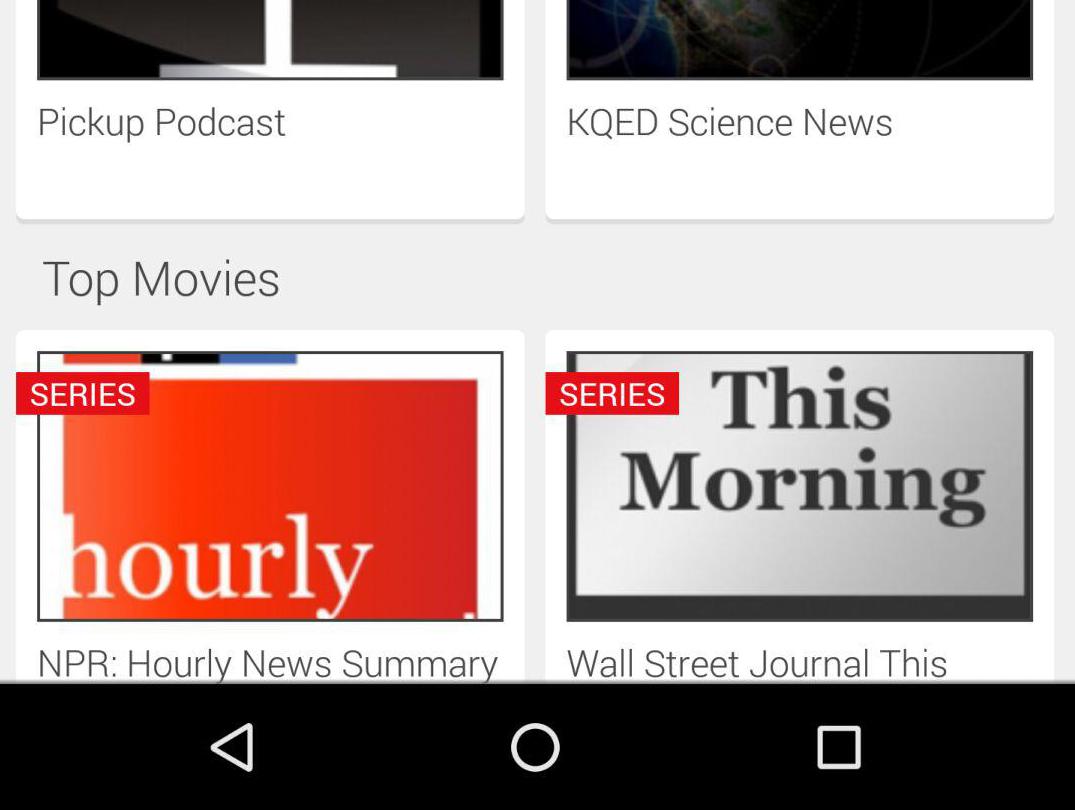 Pickup Podcast
KQED Science News
Top Movies
SERIES
hourly
NPR: Hourly News Summary
SERIES
This
Morning
Wall Street Journal This